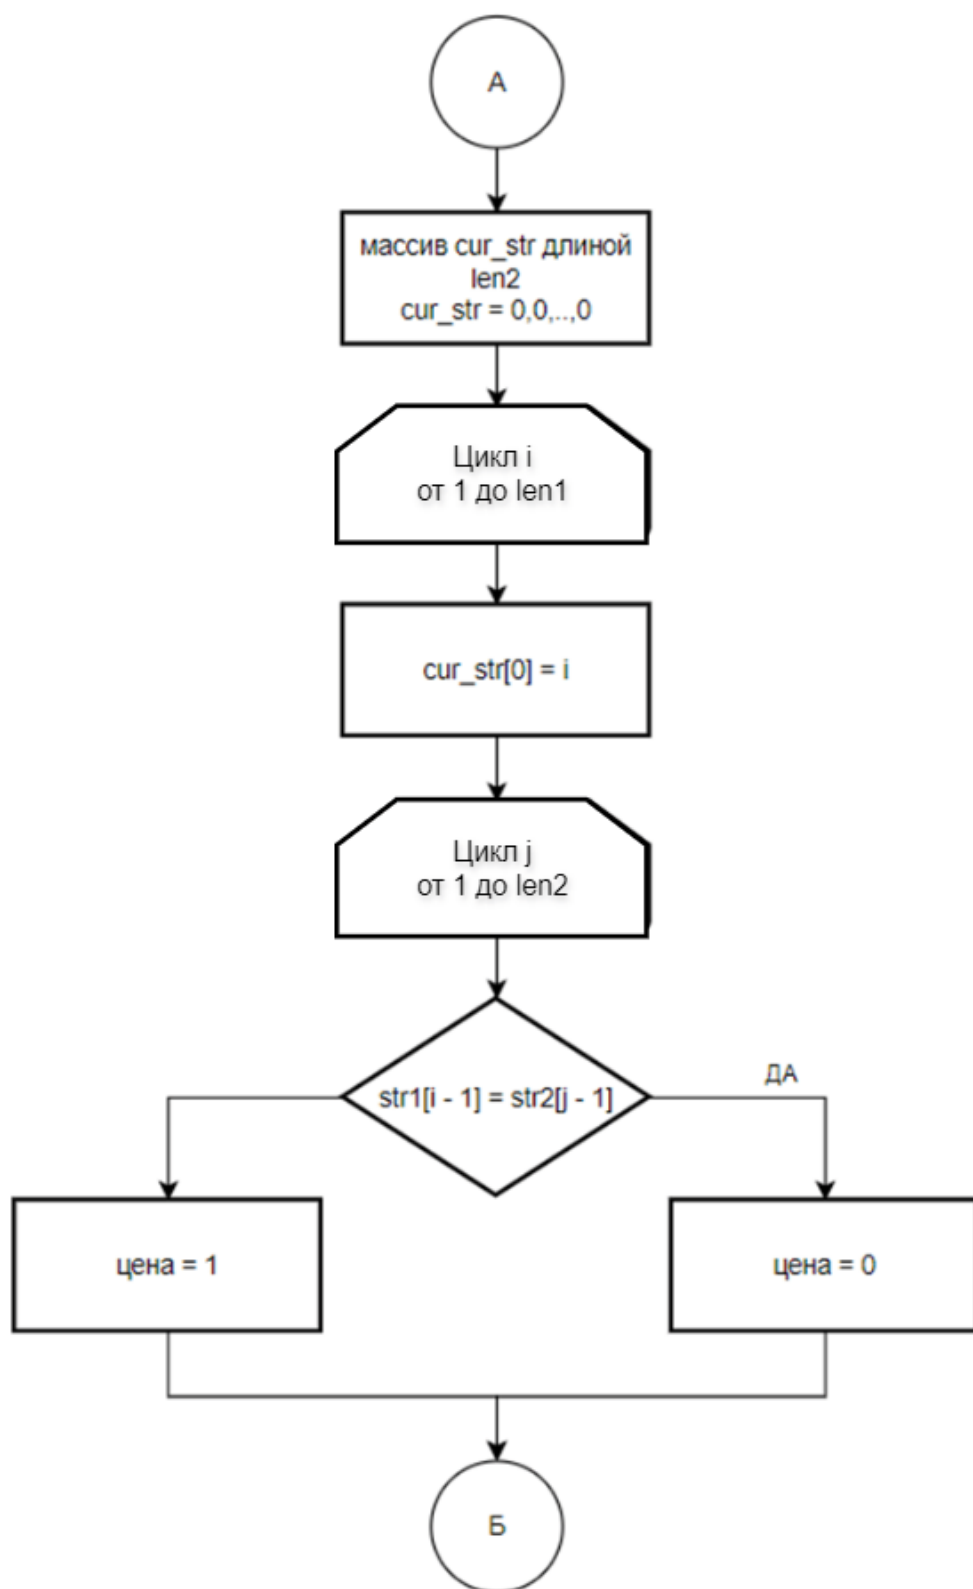 А
массив cur_str длиной
len2
cur_str = 0,0,..,0
Цикл i
от 1 до len1
cur_str[0] = i
Цикл j
от 1 до len2
str1[i - 1] = str2[j - 1]
ДА
цена = 1
цена = 0
Б